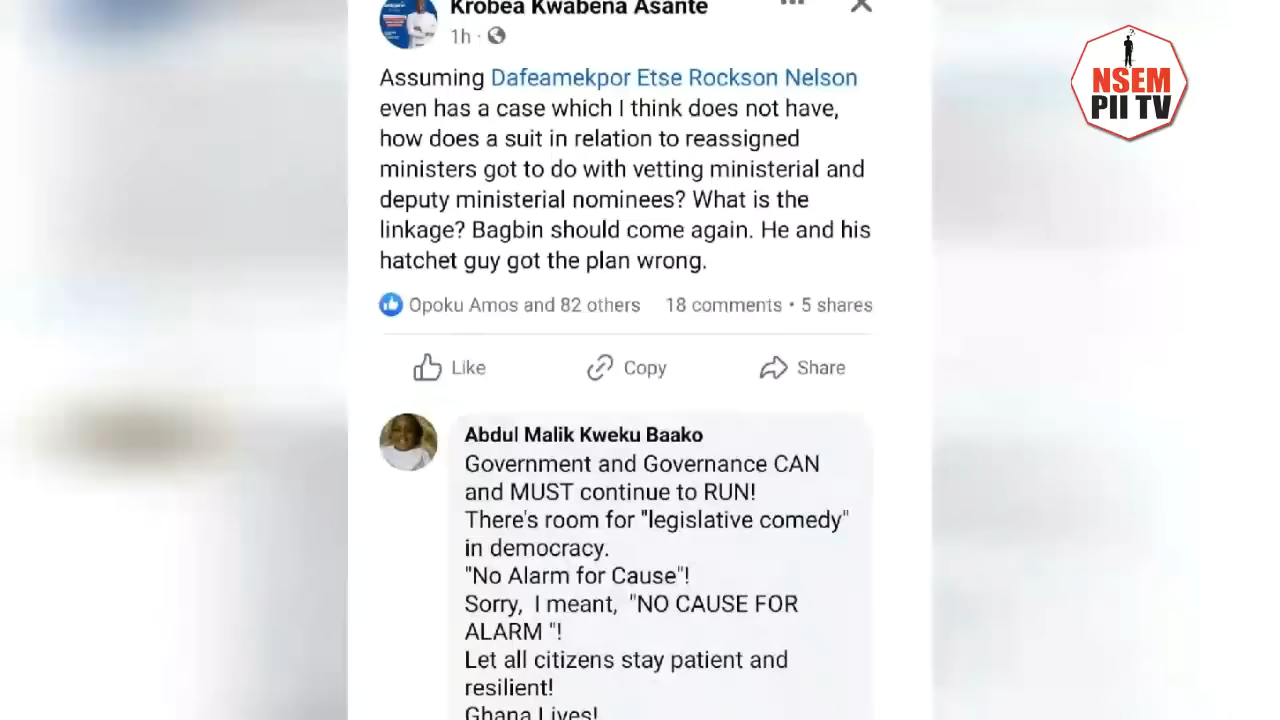 Krobea Kwabena Asante
1h ·
Assuming Dafeamekpor Etse Rockson Nelson
even has a case which I think does not have,
how does a suit in relation to reassigned
ministers got to do with vetting ministerial and
deputy ministerial nominees? What is the
linkage? Bagbin should come again. He and his
hatchet guy got the plan wrong.
Opoku Amos and 82 others 18 comments • 5 shares
Like Copy Share
Abdul Malik Kweku Baako
Government and Governance CAN
and MUST continue to RUN!
There's room for "legislative comedy"
in democracy.
"No Alarm for Cause"!
Sorry, I meant, "NO CAUSE FOR
ALARM "!
Let all citizens stay patient and
resilient!
Ghana Lives!
NSEM
PII TV